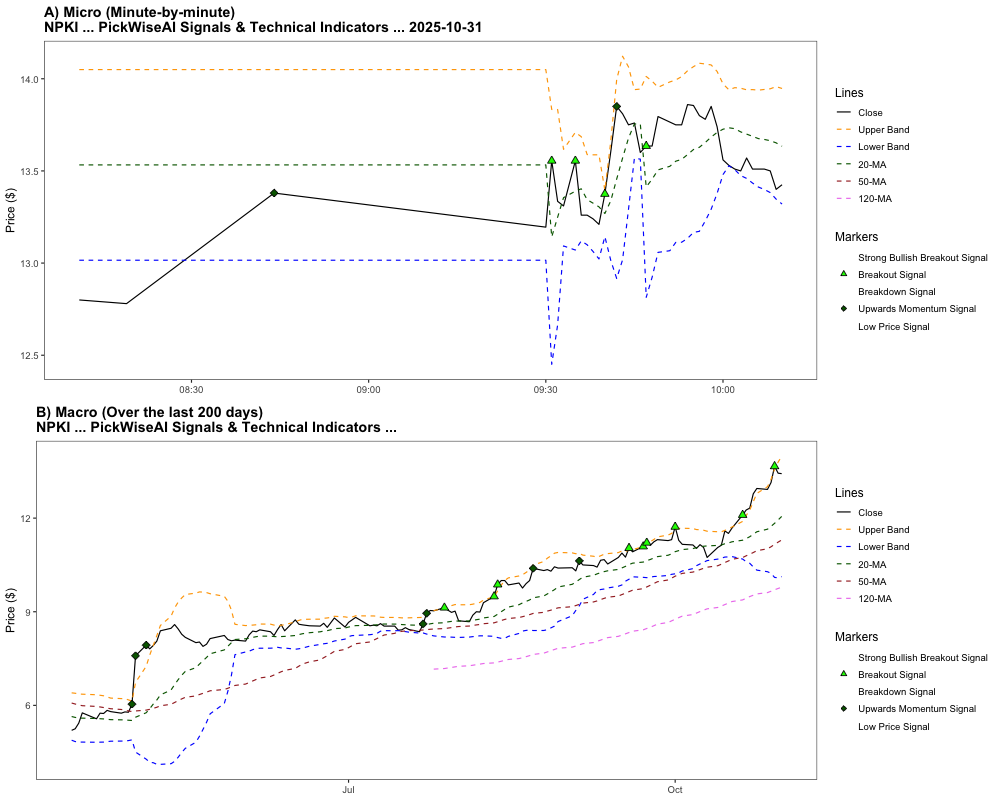 A) Micro (Minute-by-minute)
NPKI ... PickWiseAI Signals & Technical Indicators ... 2025-10-31
Price ($)
14.0
13.5
13.0
12.5
08:30
09:00
09:30
10:00
Lines
Close
Upper Band
Lower Band
20-MA
50-MA
120-MA
Markers
Strong Bullish Breakout Signal
Breakout Signal
Breakdown Signal
Upwards Momentum Signal
Low Price Signal
B) Macro (Over the last 200 days)
NPKI ... PickWiseAI Signals & Technical Indicators ...
Price ($)
12
9
6
Jul
Oct
Lines
Close
Upper Band
Lower Band
20-MA
50-MA
120-MA
Markers
Strong Bullish Breakout Signal
Breakout Signal
Breakdown Signal
Upwards Momentum Signal
Low Price Signal